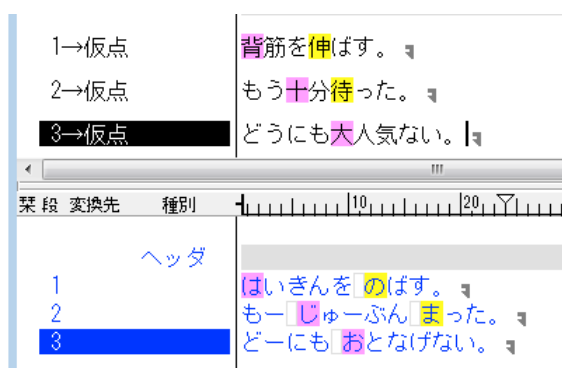 1→仮点 背筋を伸ばす。
2→仮点 もう十分待った。
3→仮点 どうにも大人気ない。
栞 段 変換先 種別 10 20
ヘッダ
1 はいきんを のばす。
2 もー じゅーぶん まった。
3 どーにも おとなげない。